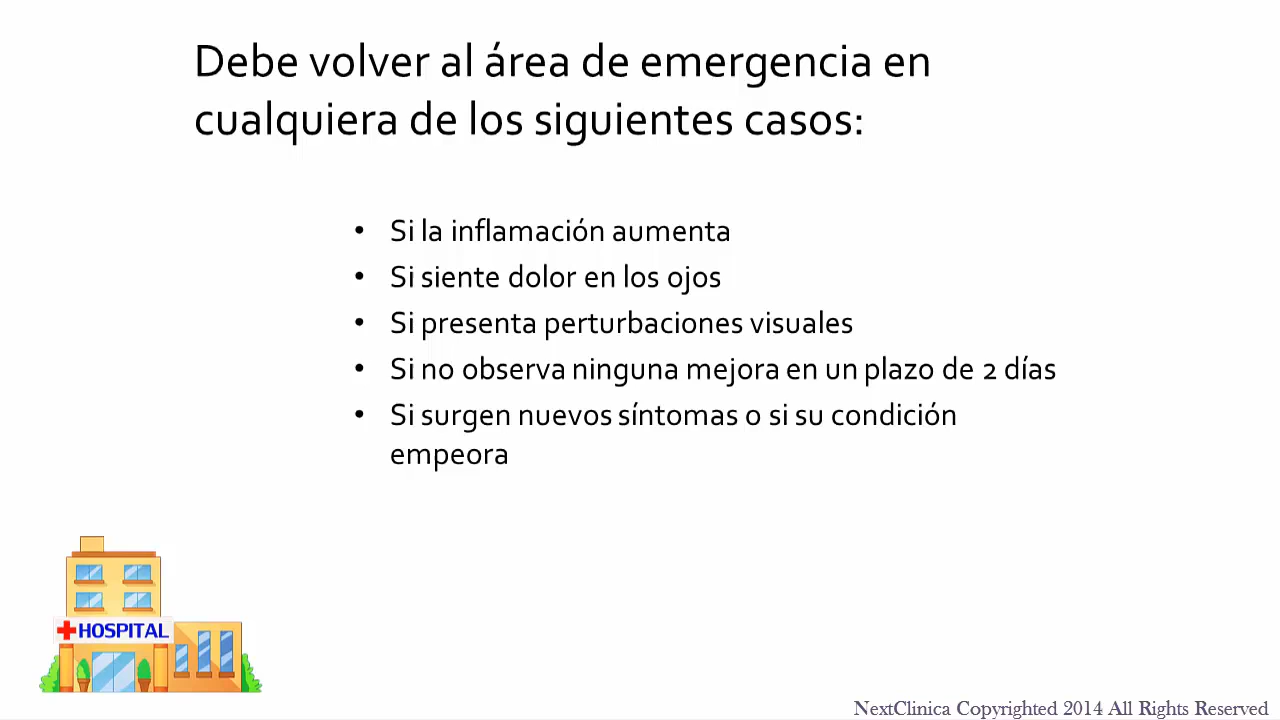 Debe volver al área de emergencia en
cualquiera de los siguientes casos:
• Si la inflamación aumenta
• Si siente dolor en los ojos
• Si presenta perturbaciones visuales
• Si no observa ninguna mejora en un plazo de 2 días
• Si surgen nuevos síntomas o si su condición
empeora
HOSPITAL
NextClinica Copyrighted 2014 All Rights Reserved